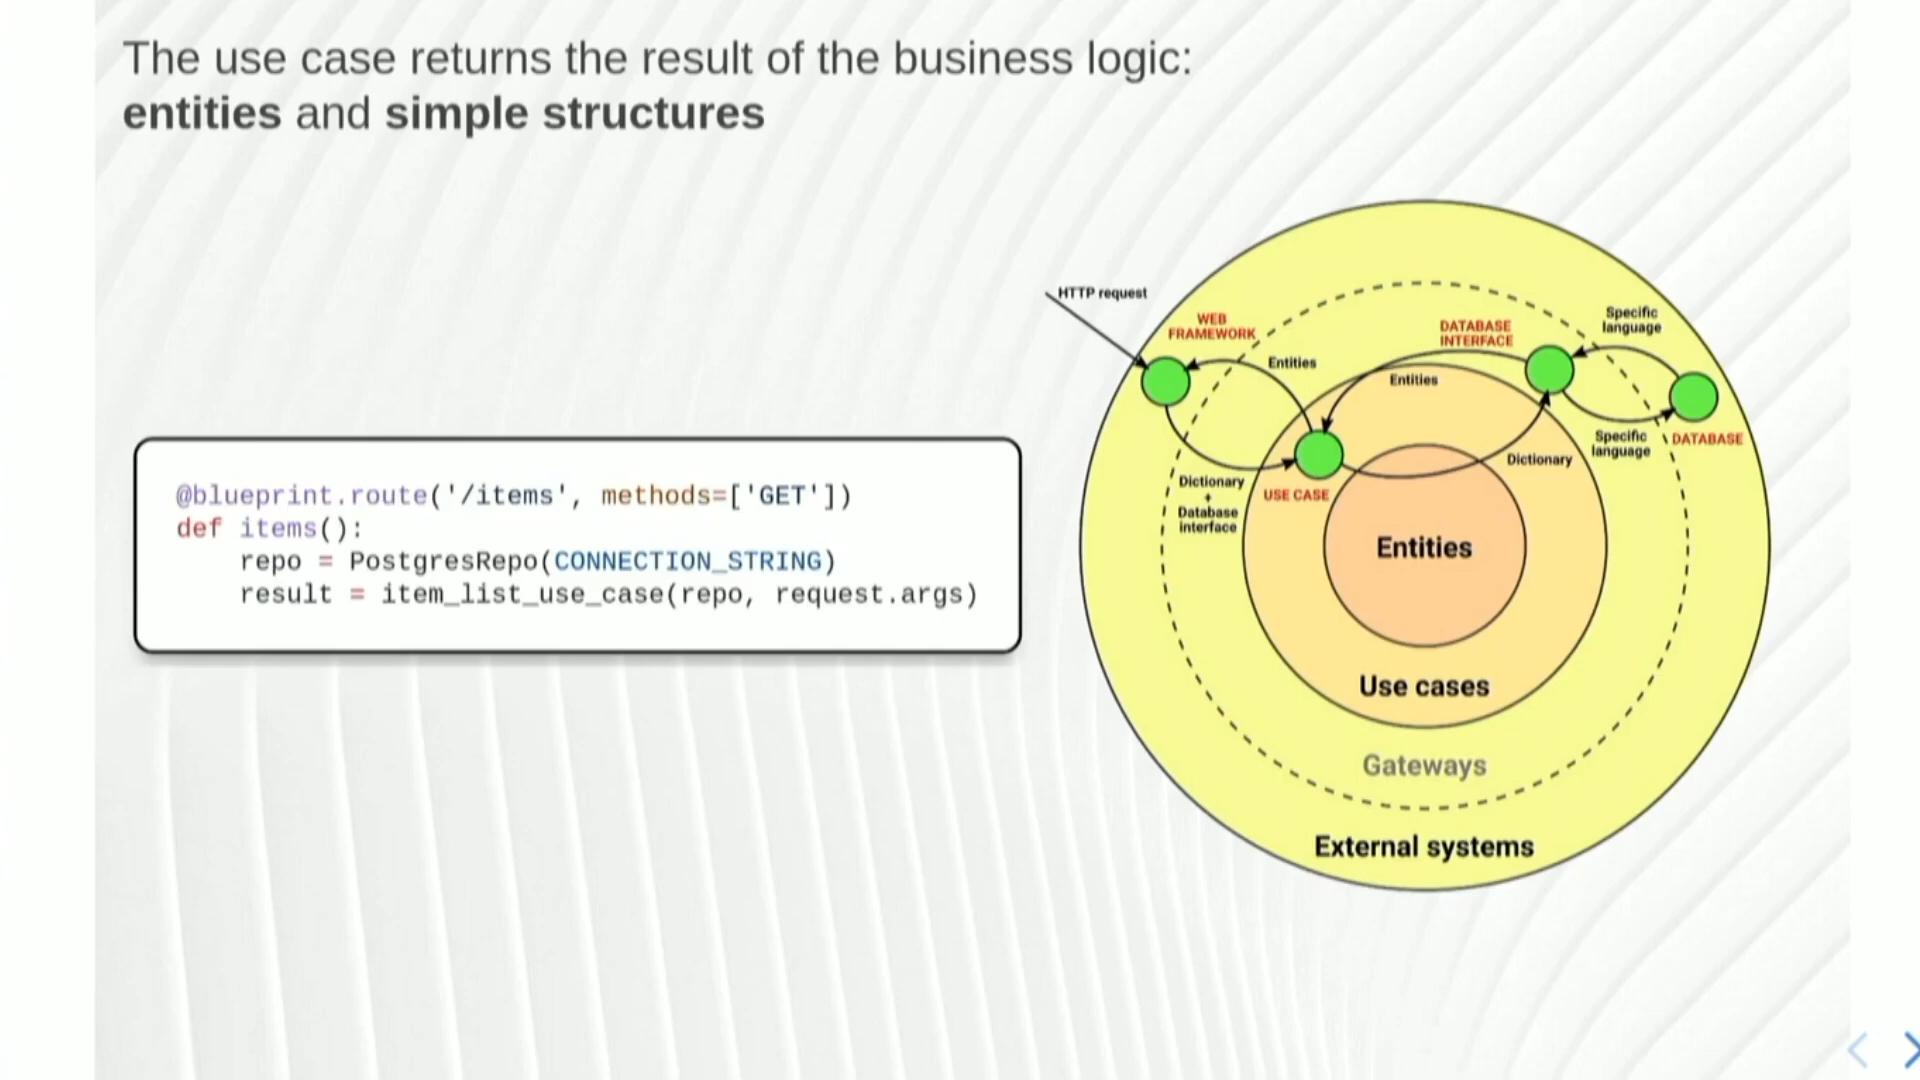 The use case returns the result of the business logic:
entities and simple structures
@blueprint.route('/items', methods=['GET'])
def items():
    repo = PostgresRepo(CONNECTION_STRING)
    result = item_list_use_case(repo, request.args)
HTTP request
WEB
FRAMEWORK
Entities
Dictionary
+
Database
interface
USE CASE
Entities
DATABASE
INTERFACE
Dictionary
Specific
language
Specific
language
DATABASE
Entities
Use cases
Gateways
External systems